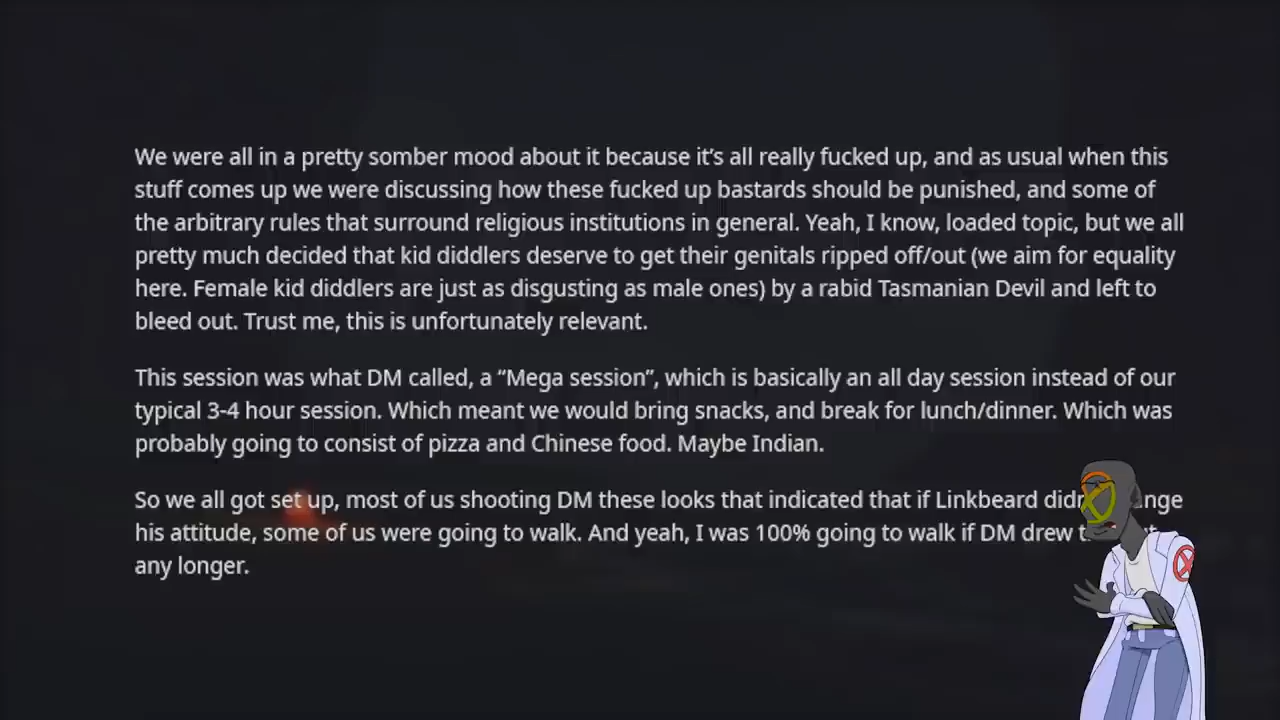 We were all in a pretty somber mood about it because it’s all really fucked up, and as usual when this
stuff comes up we were discussing how these fucked up bastards should be punished, and some of
the arbitrary rules that surround religious institutions in general. Yeah, I know, loaded topic, but we all
pretty much decided that kid diddlers deserve to get their genitals ripped off/out (we aim for equality
here. Female kid diddlers are just as disgusting as male ones) by a rabid Tasmanian Devil and left to
bleed out. Trust me, this is unfortunately relevant.
This session was what DM called, a “Mega session”, which is basically an all day session instead of our
typical 3-4 hour session. Which meant we would bring snacks, and break for lunch/dinner. Which was
probably going to consist of pizza and Chinese food. Maybe Indian.
So we all got set up, most of us shooting DM these looks that indicated that if Linkbeard
his attitude, some of us were going to walk. And yeah, I was 100% going to walk if DM drew
any longer.